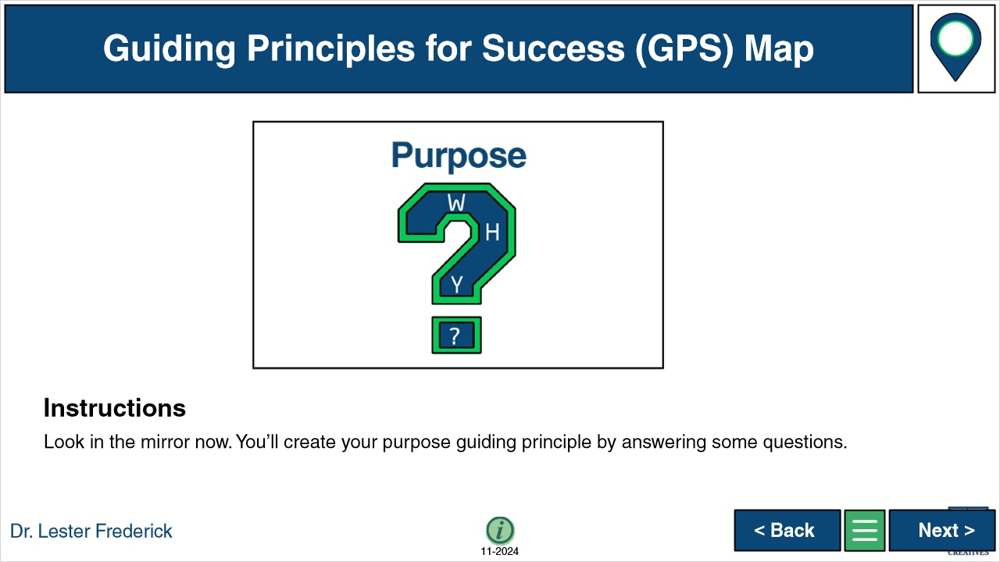 Guiding Principles for Success (GPS) Map
Purpose
W
H
Y
?
Instructions
Look in the mirror now. You’ll create your purpose guiding principle by answering some questions.
Dr. Lester Frederick
i
11-2024
< Back
Next >
CREATIVES